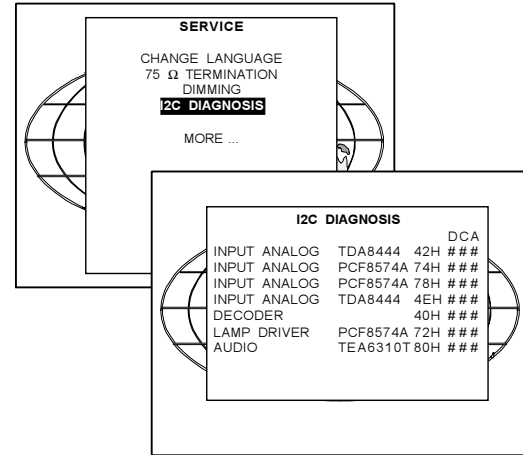 SERVICE
CHANGE LANGUAGE
75 Ω TERMINATION
DIMMING
I2C DIAGNOSIS
MORE ...
I2C DIAGNOSIS
DCA
INPUT ANALOG TDA8444 42H ###
INPUT ANALOG PCF8574A 74H ###
INPUT ANALOG PCF8574A 78H ###
INPUT ANALOG TDA8444 4EH ###
DECODER 40H ###
LAMP DRIVER PCF8574A 72H ###
AUDIO TEA6310T 80H ###